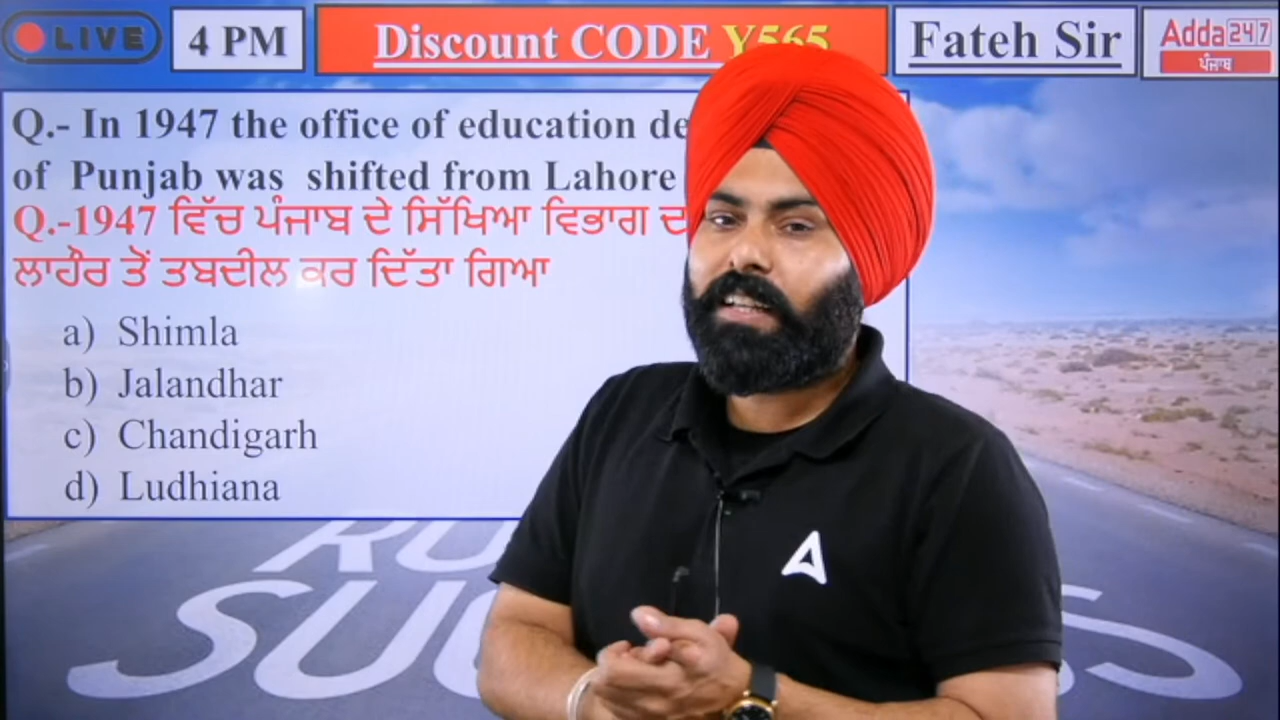 LIVE
4 PM
Discount CODE Y565
Fateh Sir
Adda247
ਪੰਜਾਬ
Q.- In 1947 the office of education
of Punjab was shifted from Lahore
Q.-1947 ਵਿੱਚ ਪੰਜਾਬ ਦੇ ਸਿੱਖਿਆ ਵਿਭਾਗ
ਲਾਹੌਰ ਤੋਂ ਤਬਦੀਲ ਕਰ ਦਿੱਤਾ ਗਿਆ
a) Shimla
b) Jalandhar
c) Chandigarh
d) Ludhiana